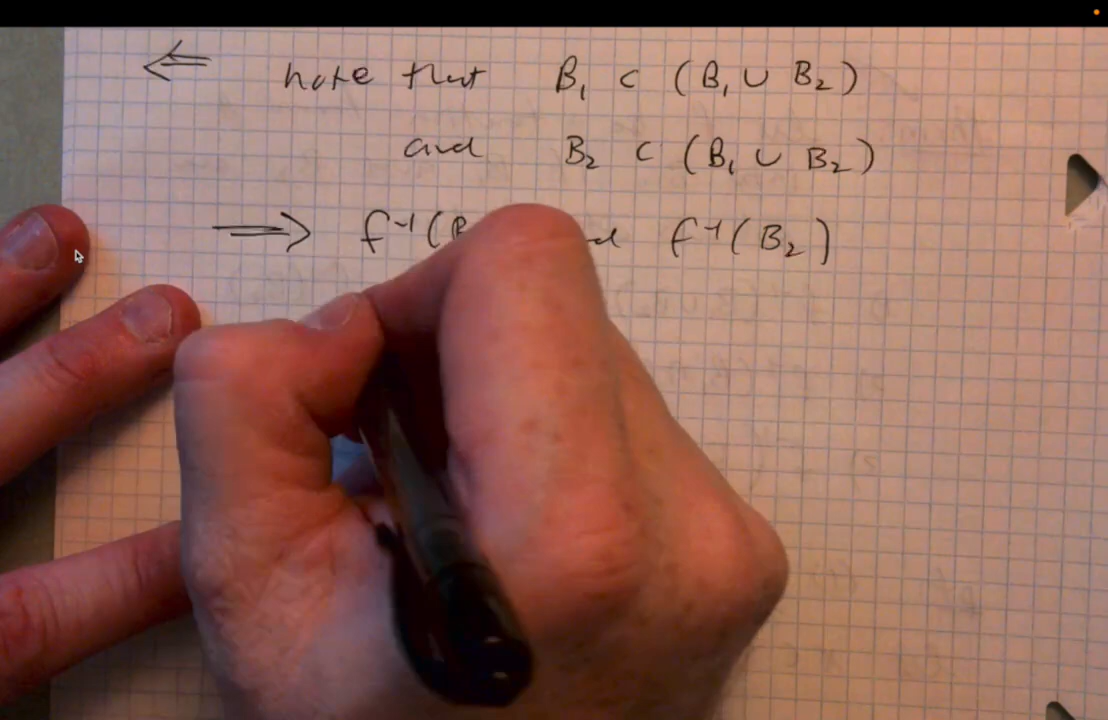 ⇐ note that B₁ ⊂ (B₁ ∪ B₂)
and B₂ ⊂ (B₁ ∪ B₂)
⟹ f⁻¹(B f⁻¹(B₂)